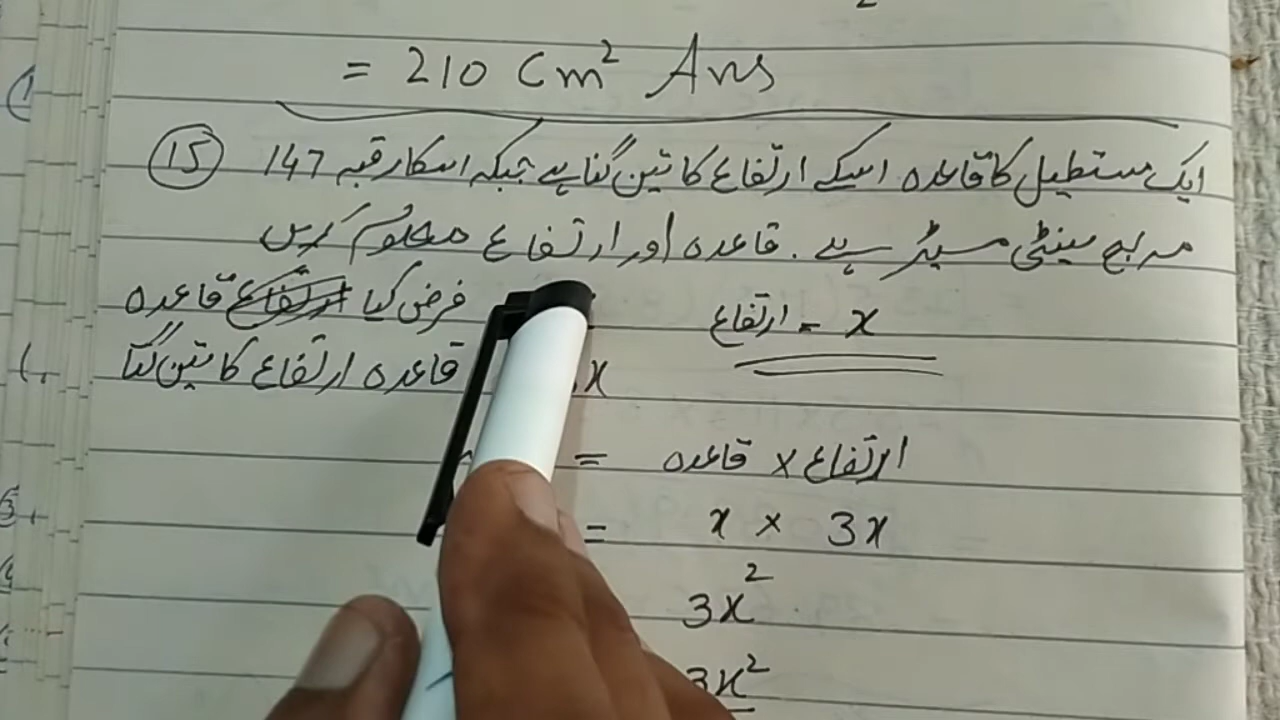 = 210 Cm² Ans
(15) ایک مستطیل کا قاعدہ اسکے ارتفاع کا تین گنا ہے جبکہ اسکا رقبہ 147
مربع سینٹی میٹر ہے۔ قاعدہ اور ارتفاع معلوم کریں
فرض کیا قاعدہ
ارتفاع = x
قاعدہ ارتفاع کا تین گنا
x
= ارتفاع x قاعدہ
= x × 3x
3x²
3x²